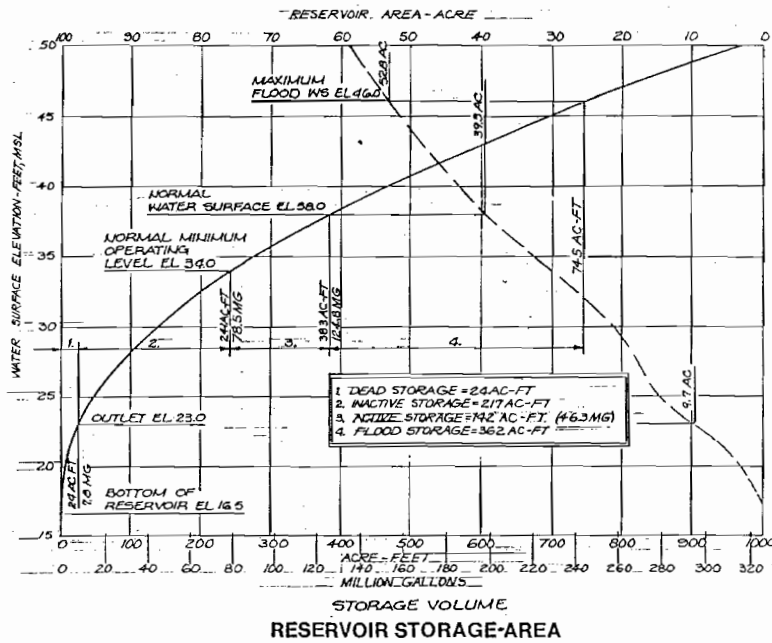 RESERVOIR AREA-ACRE
100 90 80 70 60 50 40 30 20 10 0
50
45
40
35
30
25
20
15
WATER SURFACE ELEVATION-FEET, MSL
MAXIMUM
FLOOD WS EL 46.0
52.8 AC
39.5 AC
NORMAL
WATER SURFACE EL 38.0
NORMAL MINIMUM
OPERATING
LEVEL EL 34.0
745 AC-FT
241 AC-FT
78.5 MG
383 AC-FT
124.8 MG
1. 2. 3. 4.
1 DEAD STORAGE = 24 AC-FT
2. INACTIVE STORAGE = 217 AC-FT
3 ACTIVE STORAGE = 142 AC-FT. (46.3 MG)
4. FLOOD STORAGE = 362 AC-FT
9.7 AC
OUTLET EL 23.0
24 AC FT
7.8 MG
BOTTOM OF
RESERVOIR EL 16.5
0 100 200 300 400 500 600 700 800 900 1000
ACRE-FEET
0 20 40 60 80 100 120 140 160 180 200 220 240 260 280 300 320
MILLION GALLONS
STORAGE VOLUME
RESERVOIR STORAGE-AREA